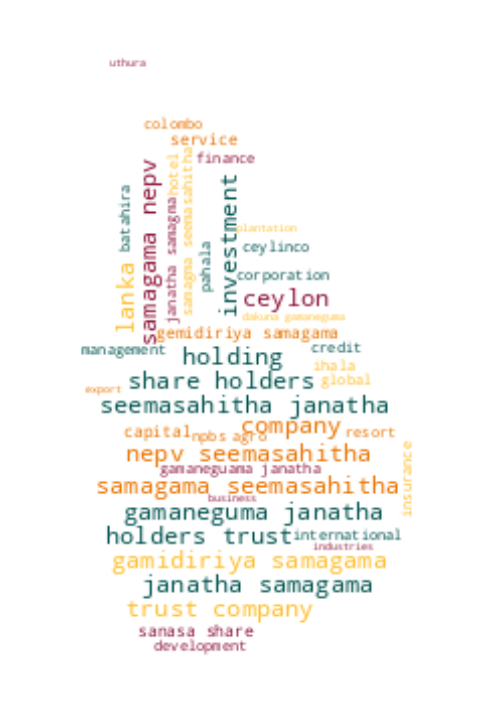 uthura
colombo
service
finance
hotel
samagma seemasahitha
samagama nepv
janatha samagma
investment
batahira
plantation
ceylinco
pahala
lanka
corporation
ceylon
dakuna gamaneguma
gemidiriya samagama
management
holding
credit
ihala
share holders
global
export
seemasahitha janatha
company
capital
npbs agro
resort
nepv seemasahitha
insurance
gamaneguama janatha
samagama seemasahitha
business
gamaneguma janatha
holders trust
international
industries
gamidiriya samagama
janatha samagama
trust company
sanasa share
development